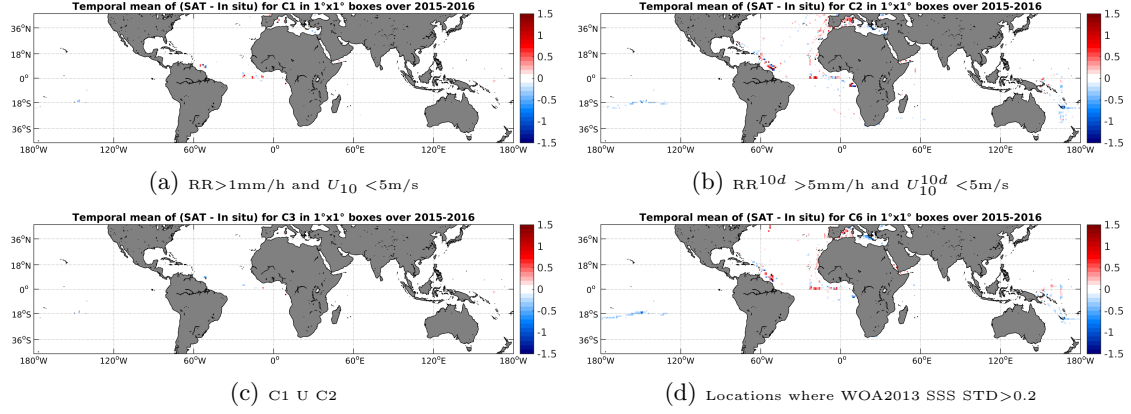 Temporal mean of (SAT - In situ) for C1 in 1°x1° boxes over 2015-2016
36°N
18°N
0°
18°S
36°S
180°W 120°W 60°W 0° 60°E 120°E 180°W
1.5
1
0.5
0
-0.5
-1
-1.5
(a) RR>1mm/h and U10 <5m/s
Temporal mean of (SAT - In situ) for C2 in 1°x1° boxes over 2015-2016
36°N
18°N
0°
18°S
36°S
180°W 120°W 60°W 0° 60°E 120°E 180°W
1.5
1
0.5
0
-0.5
-1
-1.5
(b) RR^10d >5mm/h and U_10^10d <5m/s
Temporal mean of (SAT - In situ) for C3 in 1°x1° boxes over 2015-2016
36°N
18°N
0°
18°S
36°S
180°W 120°W 60°W 0° 60°E 120°E 180°W
1.5
1
0.5
0
-0.5
-1
-1.5
(c) C1 U C2
Temporal mean of (SAT - In situ) for C6 in 1°x1° boxes over 2015-2016
36°N
18°N
0°
18°S
36°S
180°W 120°W 60°W 0° 60°E 120°E 180°W
1.5
1
0.5
0
-0.5
-1
-1.5
(d) Locations where WOA2013 SSS STD>0.2